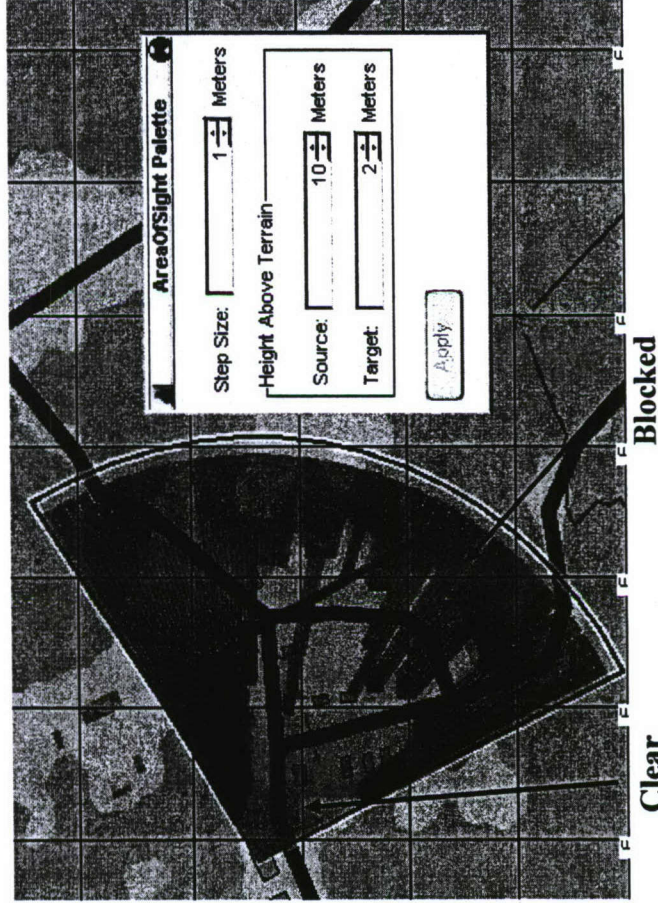 AreaOfSight Palette
Step Size: 1 Meters
Height Above Terrain
Source: 10 Meters
Target: 2 Meters
Apply
Clear
Blocked